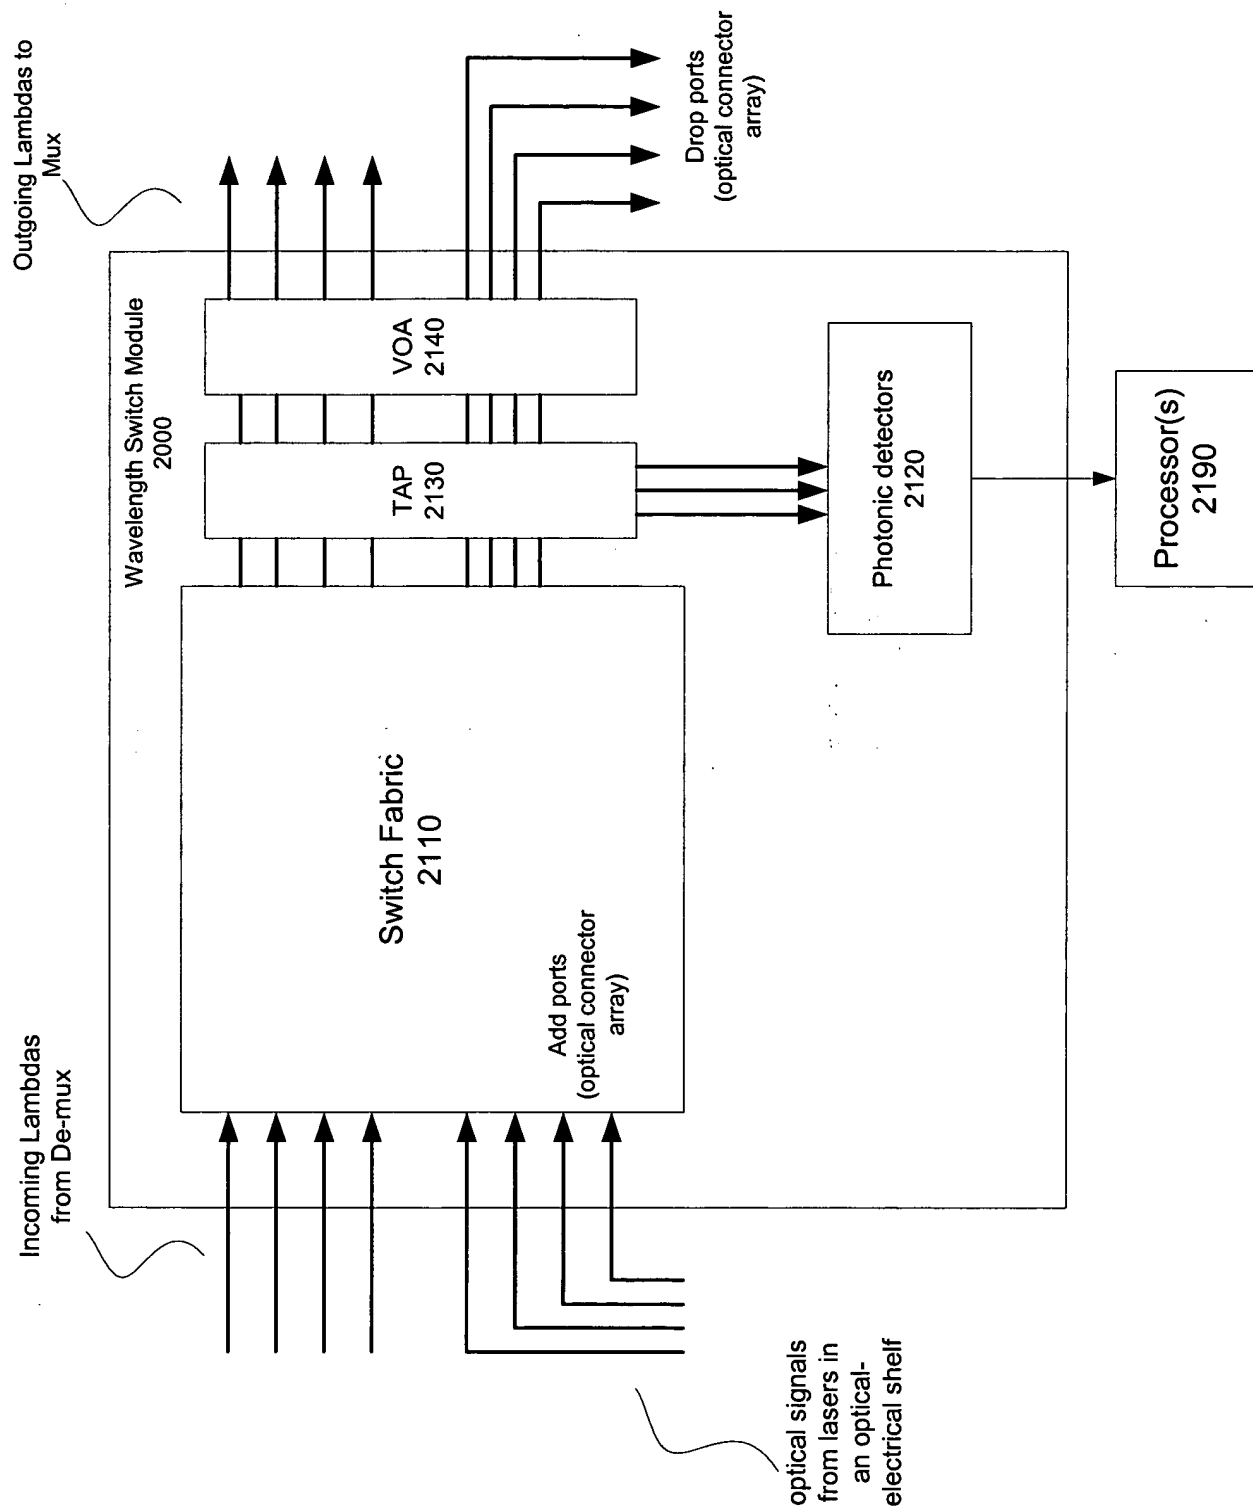 Incoming Lambdas
from De-mux
Outgoing Lambdas to
Mux
Wavelength Switch Module
2000
Switch Fabric
2110
TAP
2130
VOA
2140
Add ports
(optical connector
array)
Drop ports
(optical connector
array)
optical signals
from lasers in
an optical-
electrical shelf
Photonic detectors
2120
Processor(s)
2190